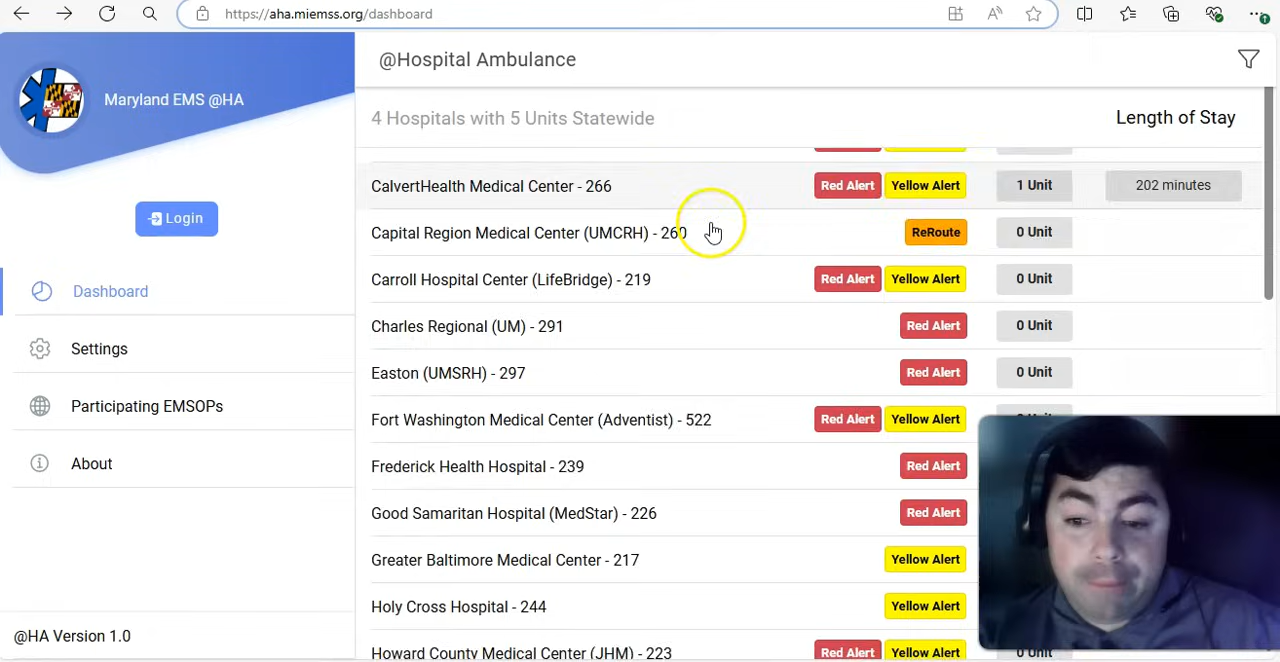 https://aha.miemss.org/dashboard
Maryland EMS @HA
Login
Dashboard
Settings
Participating EMSOPs
About
@HA Version 1.0
@Hospital Ambulance
4 Hospitals with 5 Units Statewide Length of Stay
CalvertHealth Medical Center - 266 Red Alert Yellow Alert 1 Unit 202 minutes
Capital Region Medical Center (UMCRH) - 260 ReRoute 0 Unit
Carroll Hospital Center (LifeBridge) - 219 Red Alert Yellow Alert 0 Unit
Charles Regional (UM) - 291 Red Alert 0 Unit
Easton (UMSRH) - 297 Red Alert 0 Unit
Fort Washington Medical Center (Adventist) - 522 Red Alert Yellow Alert
Frederick Health Hospital - 239 Red Alert
Good Samaritan Hospital (MedStar) - 226 Red Alert
Greater Baltimore Medical Center - 217 Yellow Alert
Holy Cross Hospital - 244 Yellow Alert
Howard County Medical Center (JHM) - 223 Red Alert Yellow Alert 0 Unit